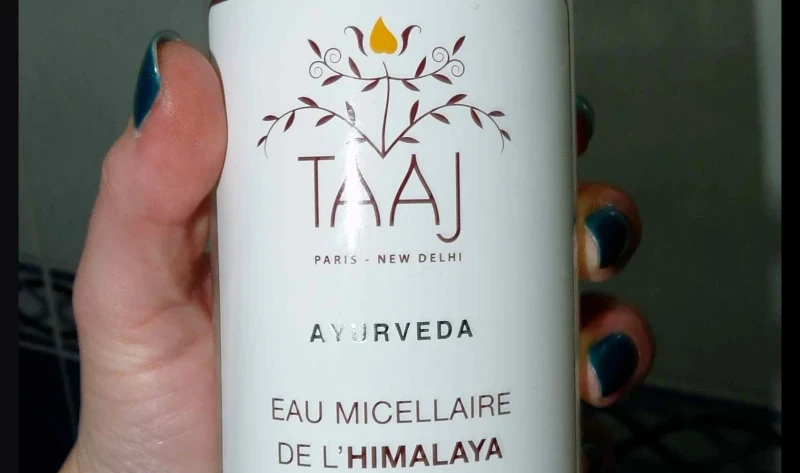 TAAJ
PARIS - NEW DELHI
AYURVEDA
EAU MICELLAIRE
DE L'HIMALAYA